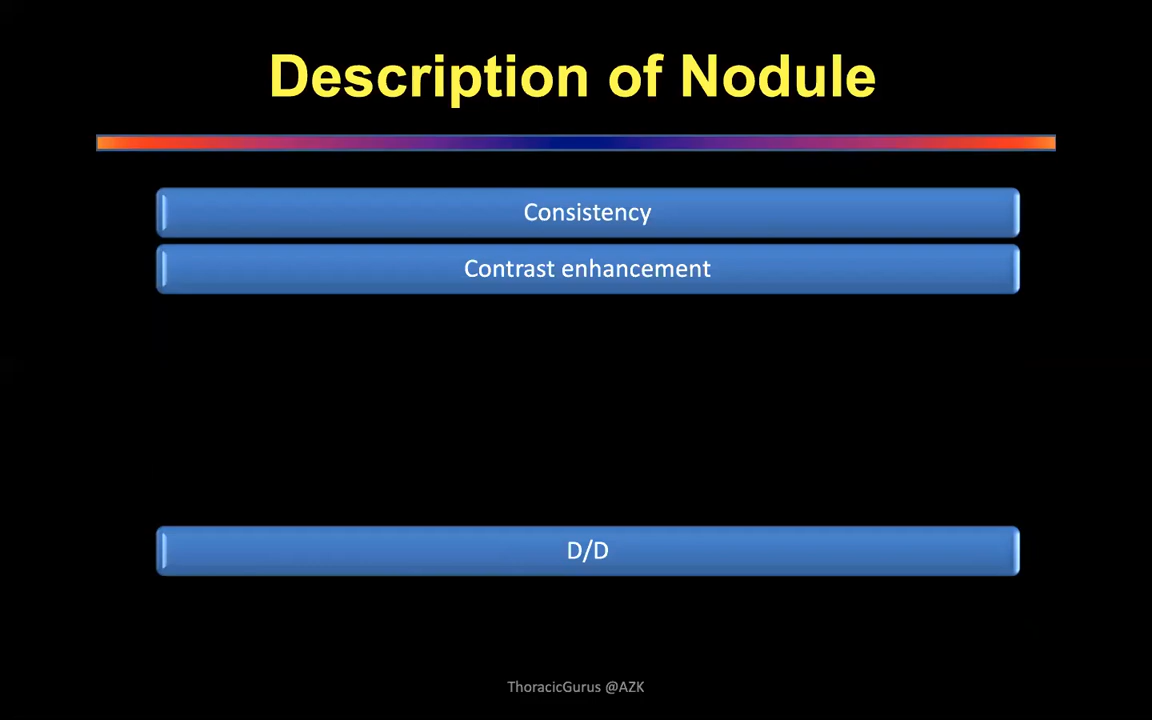 Description of Nodule
Consistency
Contrast enhancement
D/D
ThoracicGurus @AZK